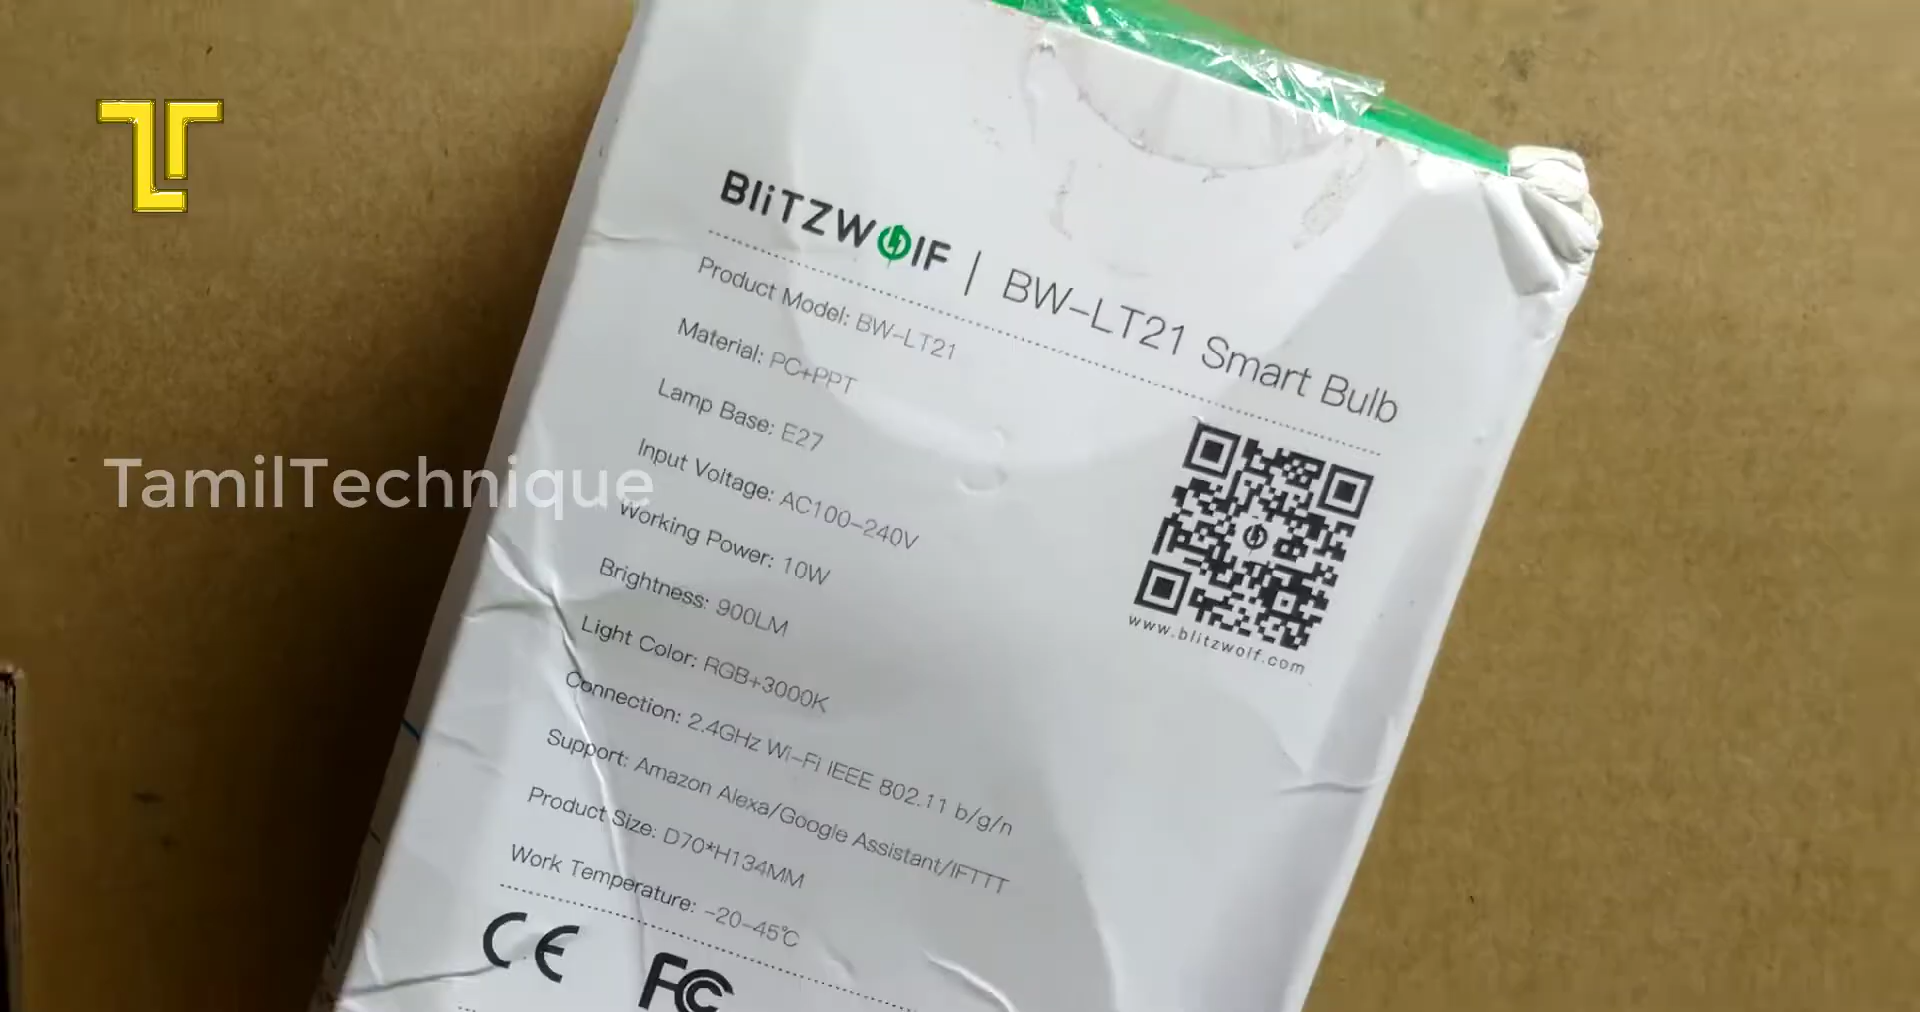 BLiTZWOLF | BW-LT21 Smart Bulb
Product Model: BW-LT21
Material: PC+PPT
Lamp Base: E27
Input Voltage: AC100-240V
Working Power: 10W
Brightness: 900LM
Light Color: RGB+3000K
Connection: 2.4GHz Wi-Fi IEEE 802.11 b/g/n
Support: Amazon Alexa/Google Assistant/IFTTT
Product Size: D70*H134MM
Work Temperature: -20-45℃
www.blitzwolf.com
CE FC
TamilTechnique